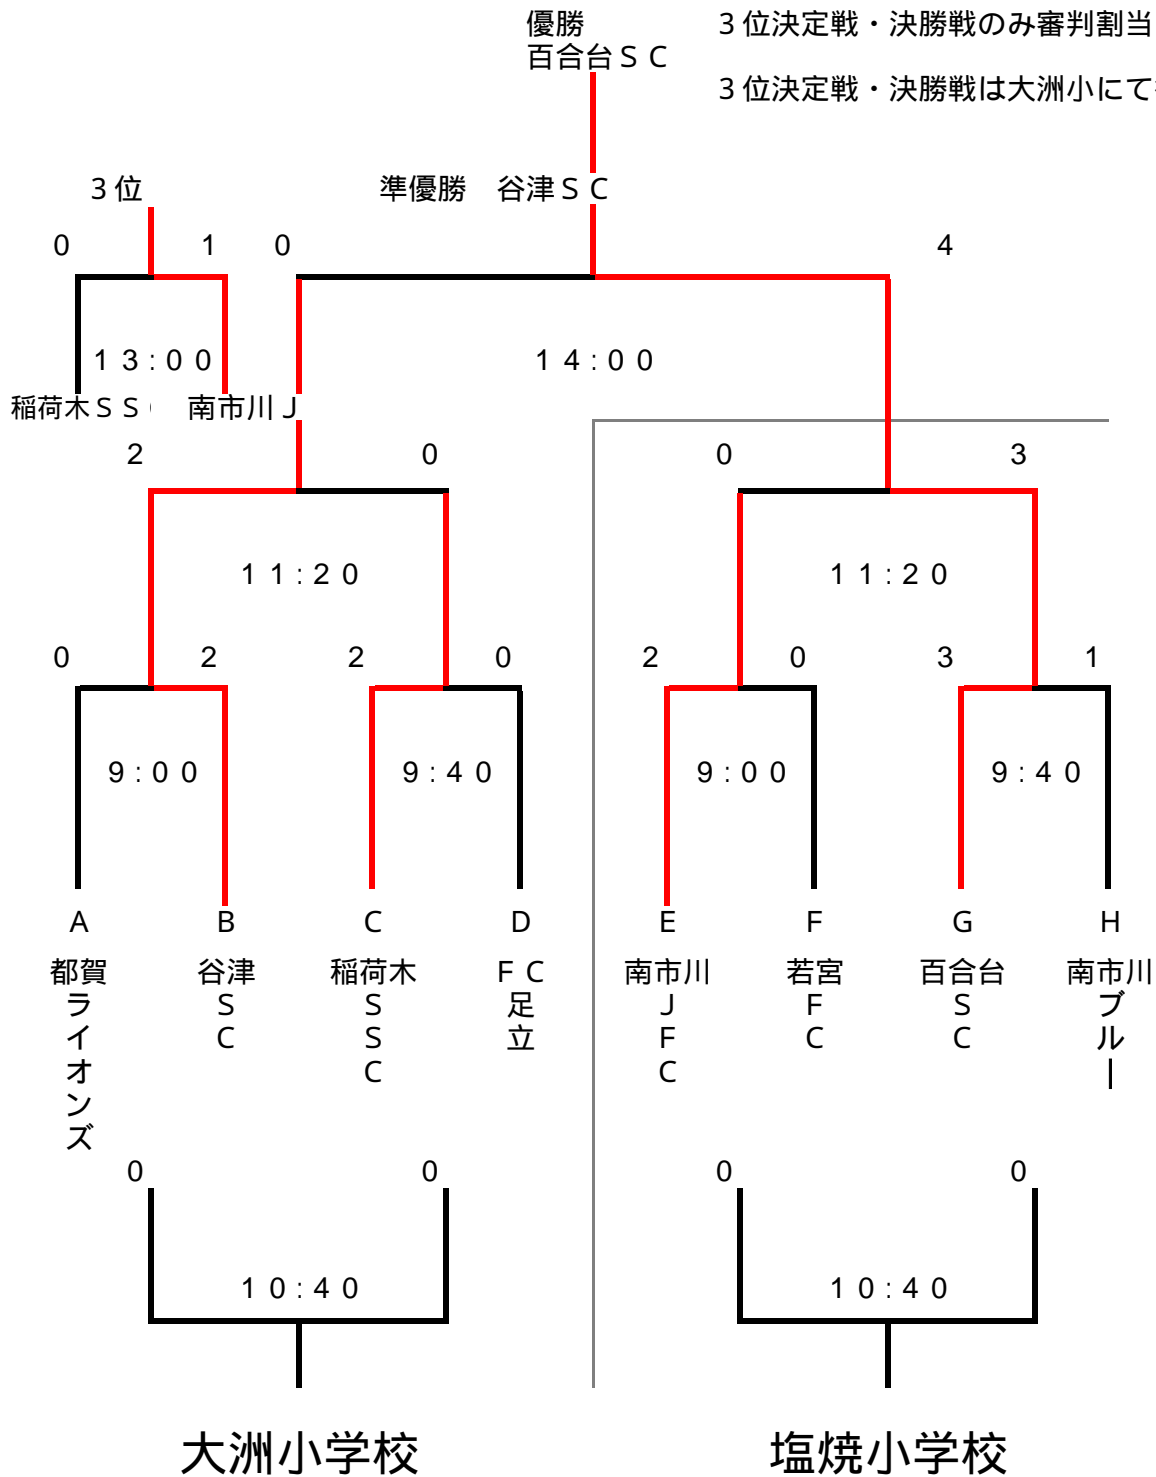 優勝
百合台ＳＣ
３位決定戦・決勝戦のみ審判割当
３位決定戦・決勝戦は大洲小にて
３位
準優勝　谷津ＳＣ
0 1 0 4
１３:００ １４:００
稲荷木ＳＳ 南市川Ｊ
2 0 0 3
１１:２０ １１:２０
0 2 2 0 2 0 3 1
９:００ ９:４０ ９:００ ９:４０
A B C D E F G H
都賀ライオンズ
谷津ＳＣ
稲荷木ＳＳＣ
ＦＣ足立
南市川ＪＦＣ
若宮ＦＣ
百合台ＳＣ
南市川ブルー
0 0 0 0
１０:４０ １０:４０
大洲小学校 塩焼小学校